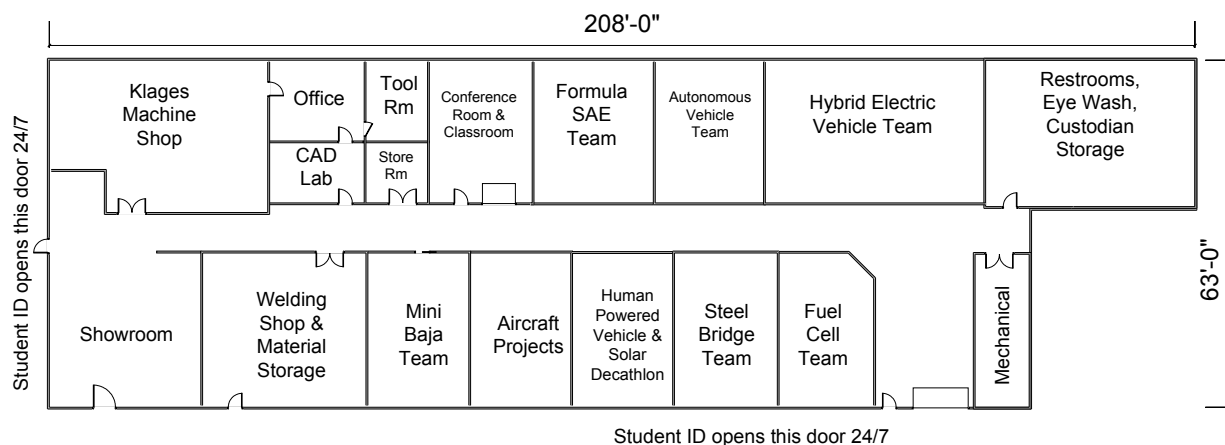 208'-0"
Student ID opens this door 24/7
Klages
Machine
Shop
Office
Tool
Rm
CAD
Lab
Store
Rm
Conference
Room &
Classroom
Formula
SAE
Team
Autonomous
Vehicle
Team
Hybrid Electric
Vehicle Team
Restrooms,
Eye Wash,
Custodian
Storage
63'-0"
Showroom
Welding
Shop &
Material
Storage
Mini
Baja
Team
Aircraft
Projects
Human
Powered
Vehicle &
Solar
Decathlon
Steel
Bridge
Team
Fuel
Cell
Team
Mechanical
Student ID opens this door 24/7